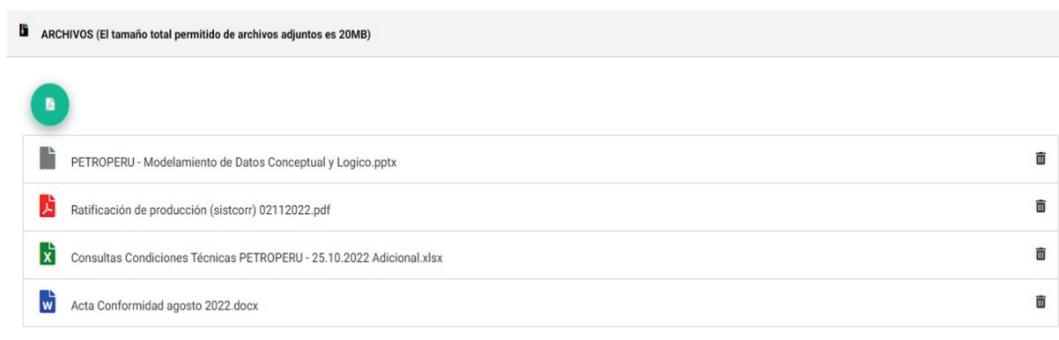 ARCHIVOS (El tamaño total permitido de archivos adjuntos es 20MB)
PETROPERU - Modelamiento de Datos Conceptual y Logico.pptx
Ratificación de producción (sistcorr) 02112022.pdf
Consultas Condiciones Técnicas PETROPERU - 25.10.2022 Adicional.xlsx
Acta Conformidad agosto 2022.docx